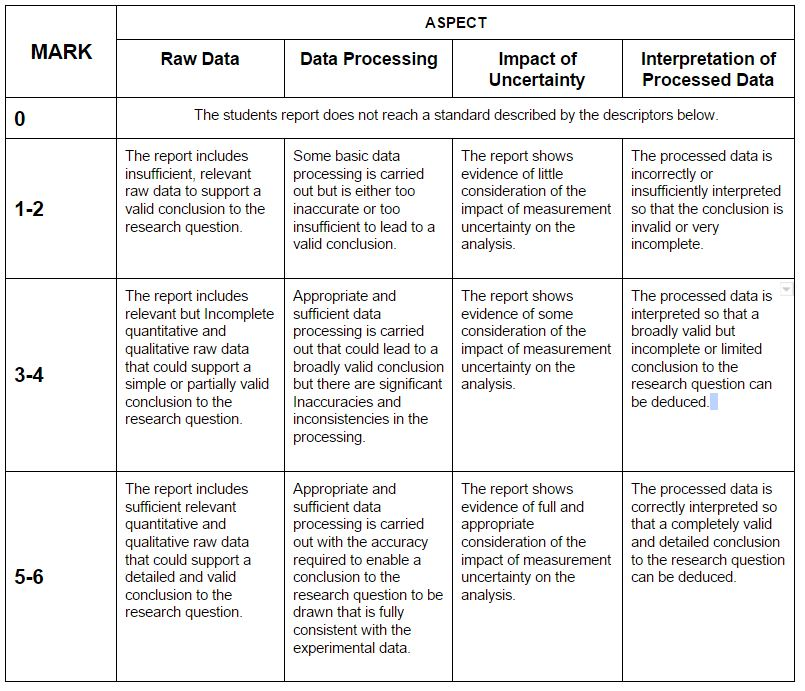 ASPECT
MARK
Raw Data
Data Processing
Impact of
Uncertainty
Interpretation of
Processed Data
0
The students report does not reach a standard described by the descriptors below.
1-2
The report includes
insufficient, relevant
raw data to support a
valid conclusion to the
research question.
Some basic data
processing is carried
out but is either too
inaccurate or too
insufficient to lead to a
valid conclusion.
The report shows
evidence of little
consideration of the
impact of measurement
uncertainty on the
analysis.
The processed data is
incorrectly or
insufficiently interpreted
so that the conclusion is
invalid or very
incomplete.
3-4
The report includes
relevant but Incomplete
quantitative and
qualitative raw data
that could support a
simple or partially valid
conclusion to the
research question.
Appropriate and
sufficient data
processing is carried
out that could lead to a
broadly valid conclusion
but there are significant
Inaccuracies and
inconsistencies in the
processing.
The report shows
evidence of some
consideration of the
impact of measurement
uncertainty on the
analysis.
The processed data is
interpreted so that a
broadly valid but
incomplete or limited
conclusion to the
research question can
be deduced.
5-6
The report includes
sufficient relevant
quantitative and
qualitative raw data
that could support a
detailed and valid
conclusion to the
research question.
Appropriate and
sufficient data
processing is carried
out with the accuracy
required to enable a
conclusion to the
research question to be
drawn that is fully
consistent with the
experimental data.
The report shows
evidence of full and
appropriate
consideration of the
impact of measurement
uncertainty on the
analysis.
The processed data is
correctly interpreted so
that a completely valid
and detailed conclusion
to the research question
can be deduced.